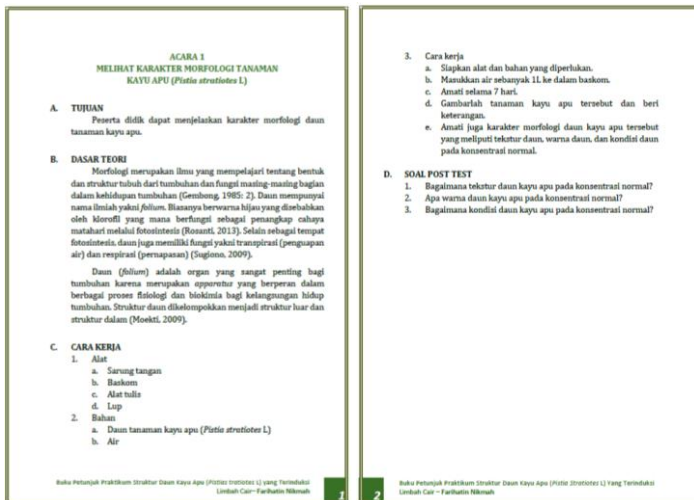 ACARA 1
MELIHAT KARAKTER MORFOLOGI TANAMAN
KAYU APU (Pistia stratiotes L)
A. TUJUAN
Peserta didik dapat menjelaskan karakter morfologi daun
tanaman kayu apu.
B. DASAR TEORI
Morfologi merupakan ilmu yang mempelajari tentang bentuk
dan struktur tubuh dari tumbuhan dan fungsi masing-masing bagian
dalam kehidupan tumbuhan (Gembong, 1985: 2). Daun mempunyai
nama ilmiah yakni folium. Biasanya berwarna hijau yang disebabkan
oleh klorofil yang mana berfungsi sebagai penangkap cahaya
matahari melalui fotosintesis (Rosanti, 2013). Selain sebagai tempat
fotosintesis, daun juga memiliki fungsi yakni transpirasi (penguapan
air) dan respirasi (pernapasan) (Sugiono, 2009).
Daun (folium) adalah organ yang sangat penting bagi
tumbuhan karena merupakan apparatus yang berperan dalam
berbagai proses fisiologi dan biokimia bagi kelangsungan hidup
tumbuhan. Struktur daun dikelompokkan menjadi struktur luar dan
struktur dalam (Moekti, 2009).
C. CARA KERJA
1. Alat
a. Sarung tangan
b. Baskom
c. Alat tulis
d. Lup
2. Bahan
a. Daun tanaman kayu apu (Pistia stratiotes L)
b. Air
Buku Petunjuk Praktikum Struktur Daun Kayu Apu (Pisties tratiotes L) yang Terinduksi
Limbah Cair—Farihatin Nikmah
1
3. Cara kerja
a. Siapkan alat dan bahan yang diperlukan.
b. Masukkan air sebanyak 1L ke dalam baskom.
c. Amati selama 7 hari.
d. Gambarlah tanaman kayu apu tersebut dan beri
keterangan.
e. Amati juga karakter morfologi daun kayu apu tersebut
yang meliputi tekstur daun, warna daun, dan kondisi daun
pada konsentrasi normal.
D. SOAL POST TEST
1. Bagaimana tekstur daun kayu apu pada konsentrasi normal?
2. Apa warna daun kayu apu pada konsentrasi normal?
3. Bagaimana kondisi daun kayu apu pada konsentrasi normal?
Buku Petunjuk Praktikum Struktur Daun Kayu Apu (Pistie Stratiotes L) Yang Terinduksi
Limbah Cair – Farihatin Nikmah
2